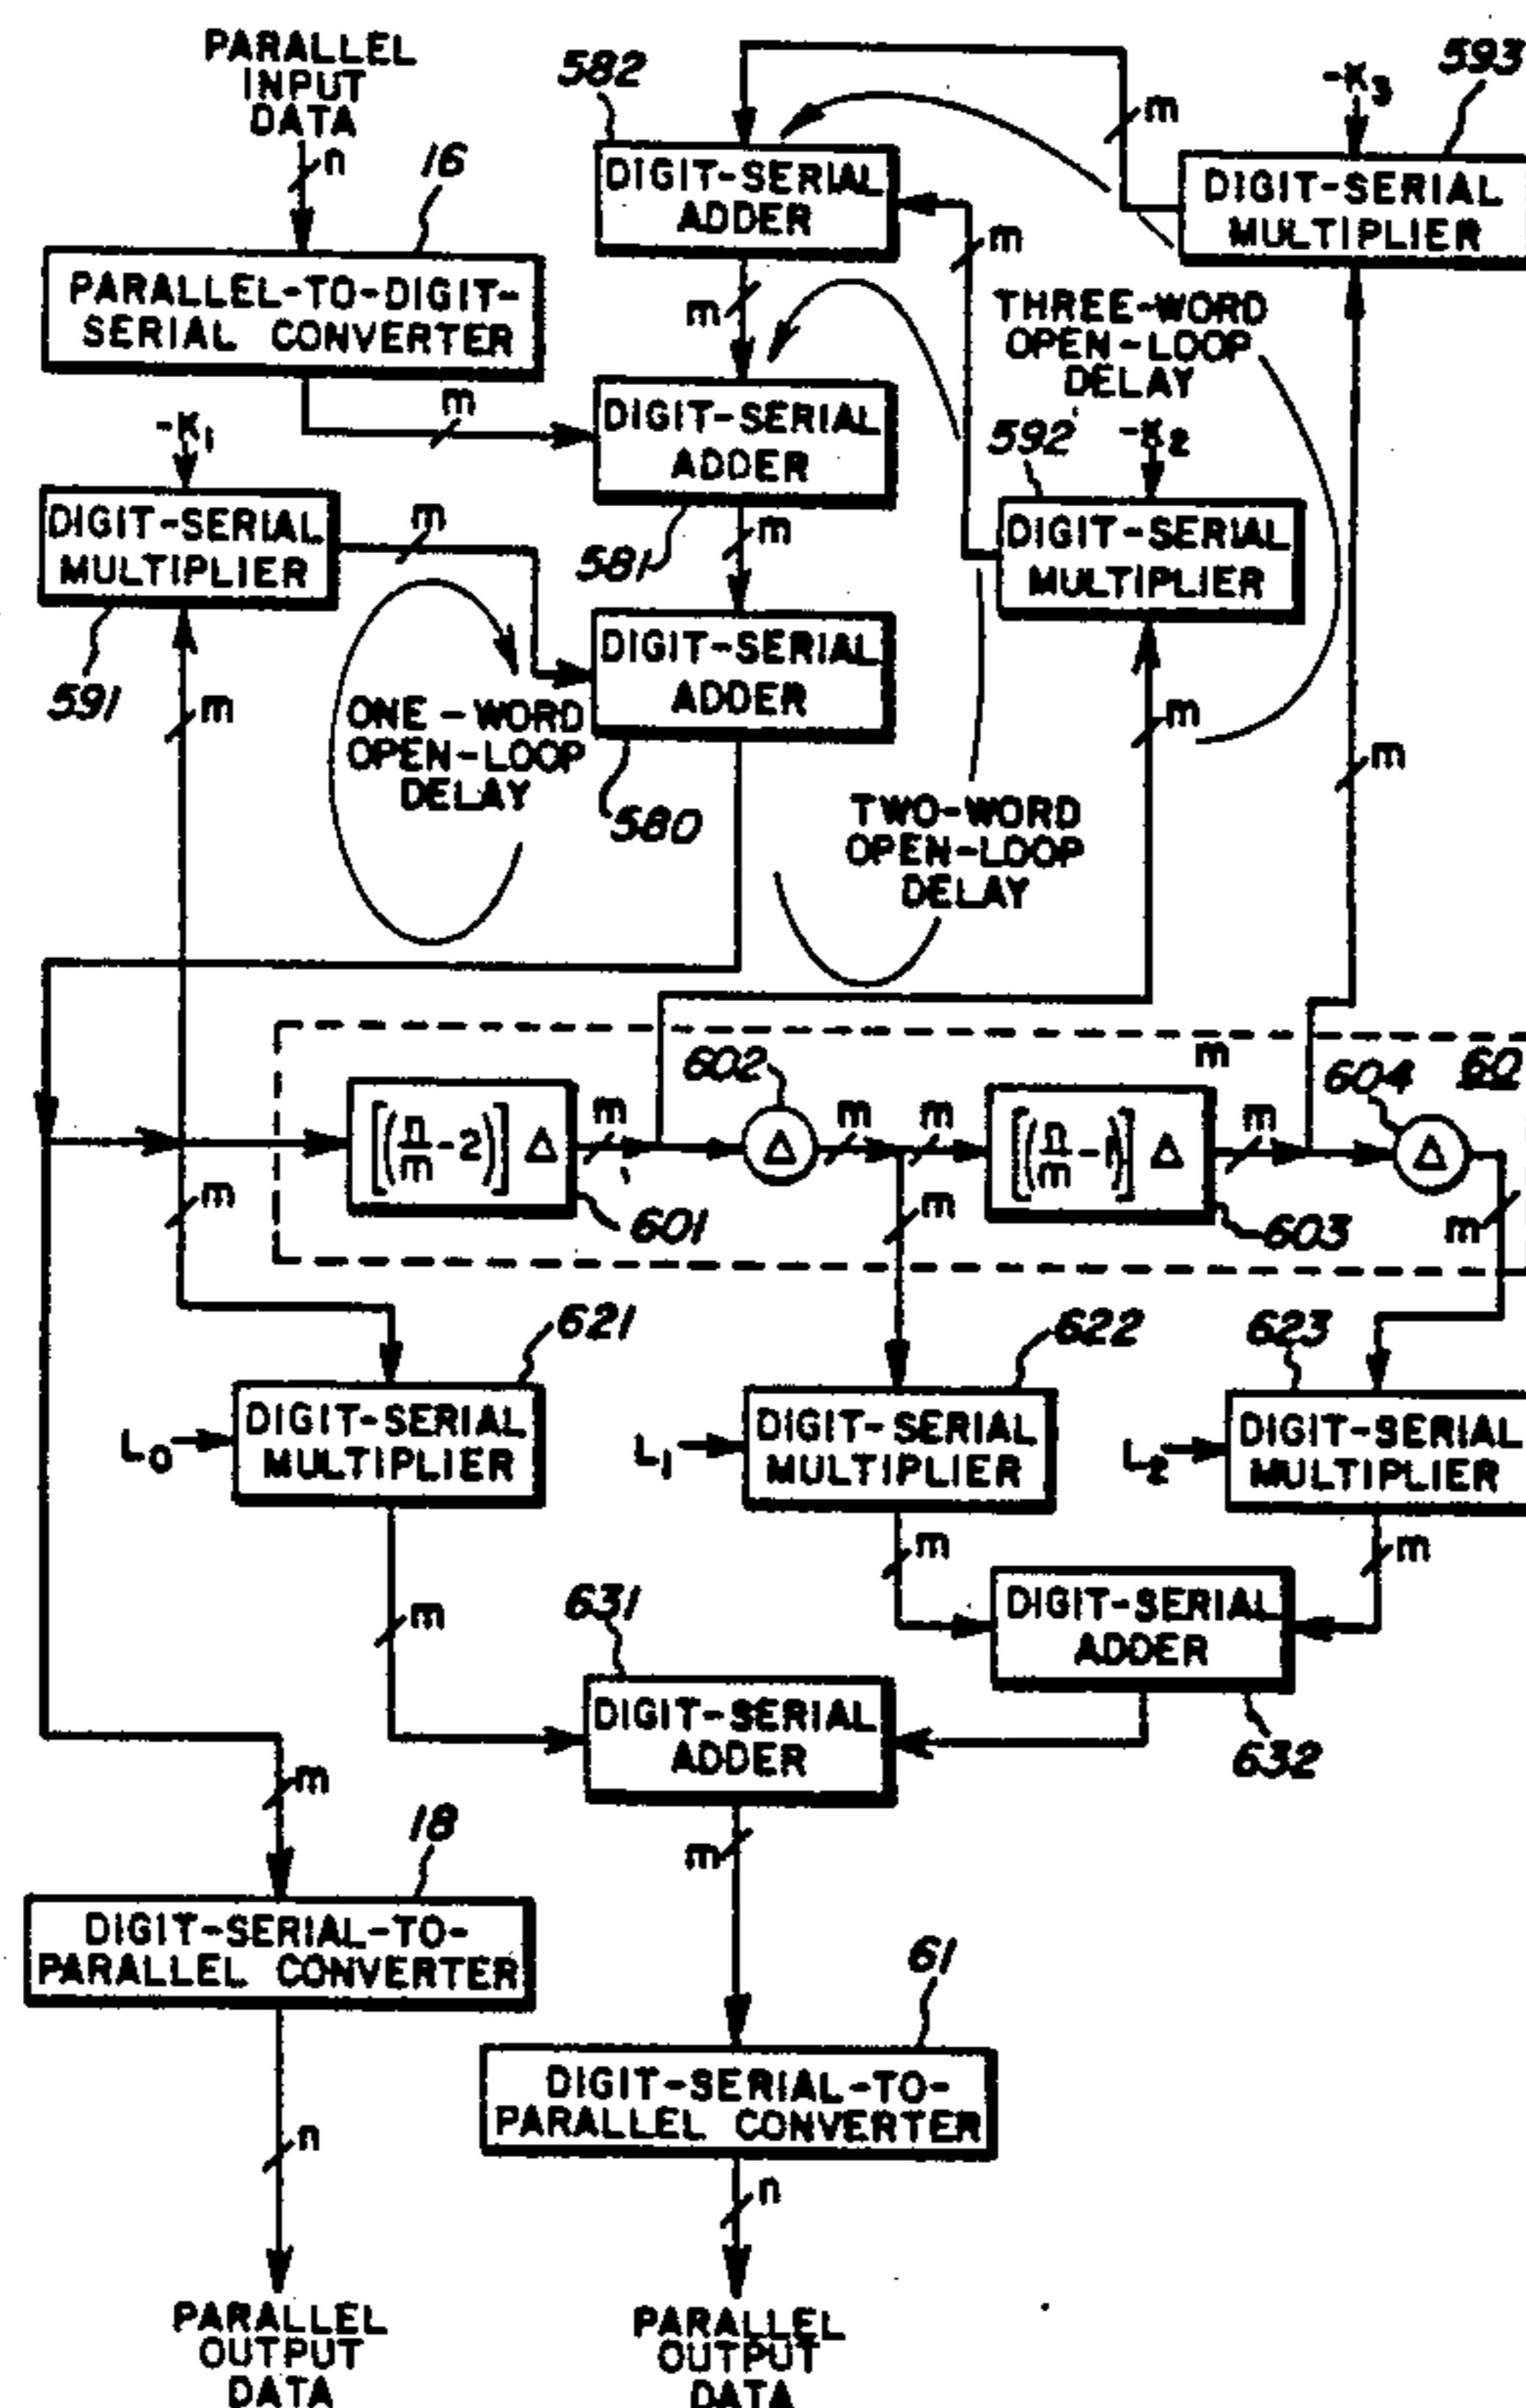 PARALLEL
INPUT
DATA
n
16
PARALLEL-TO-DIGIT-
SERIAL CONVERTER
m
582
DIGIT-SERIAL
ADDER
m
-K3
593
DIGIT-SERIAL
MULTIPLIER
m
m
THREE-WORD
OPEN-LOOP
DELAY
DIGIT-SERIAL
ADDER
581
m
592
-K2
DIGIT-SERIAL
MULTIPLIER
m
m
-K1
DIGIT-SERIAL
MULTIPLIER
591
m
m
ONE-WORD
OPEN-LOOP
DELAY
DIGIT-SERIAL
ADDER
580
TWO-WORD
OPEN-LOOP
DELAY
m
60
[(n/m-2)] Δ
m
601
602
Δ
m
m
[(n/m-1)] Δ
m
603
604
Δ
m
m
m
621
L0
DIGIT-SERIAL
MULTIPLIER
622
L1
DIGIT-SERIAL
MULTIPLIER
623
L2
DIGIT-SERIAL
MULTIPLIER
m
m
m
DIGIT-SERIAL
ADDER
632
631
DIGIT-SERIAL
ADDER
m
m
18
DIGIT-SERIAL-TO-
PARALLEL CONVERTER
n
61
DIGIT-SERIAL-TO-
PARALLEL CONVERTER
n
PARALLEL
OUTPUT
DATA
PARALLEL
OUTPUT
DATA